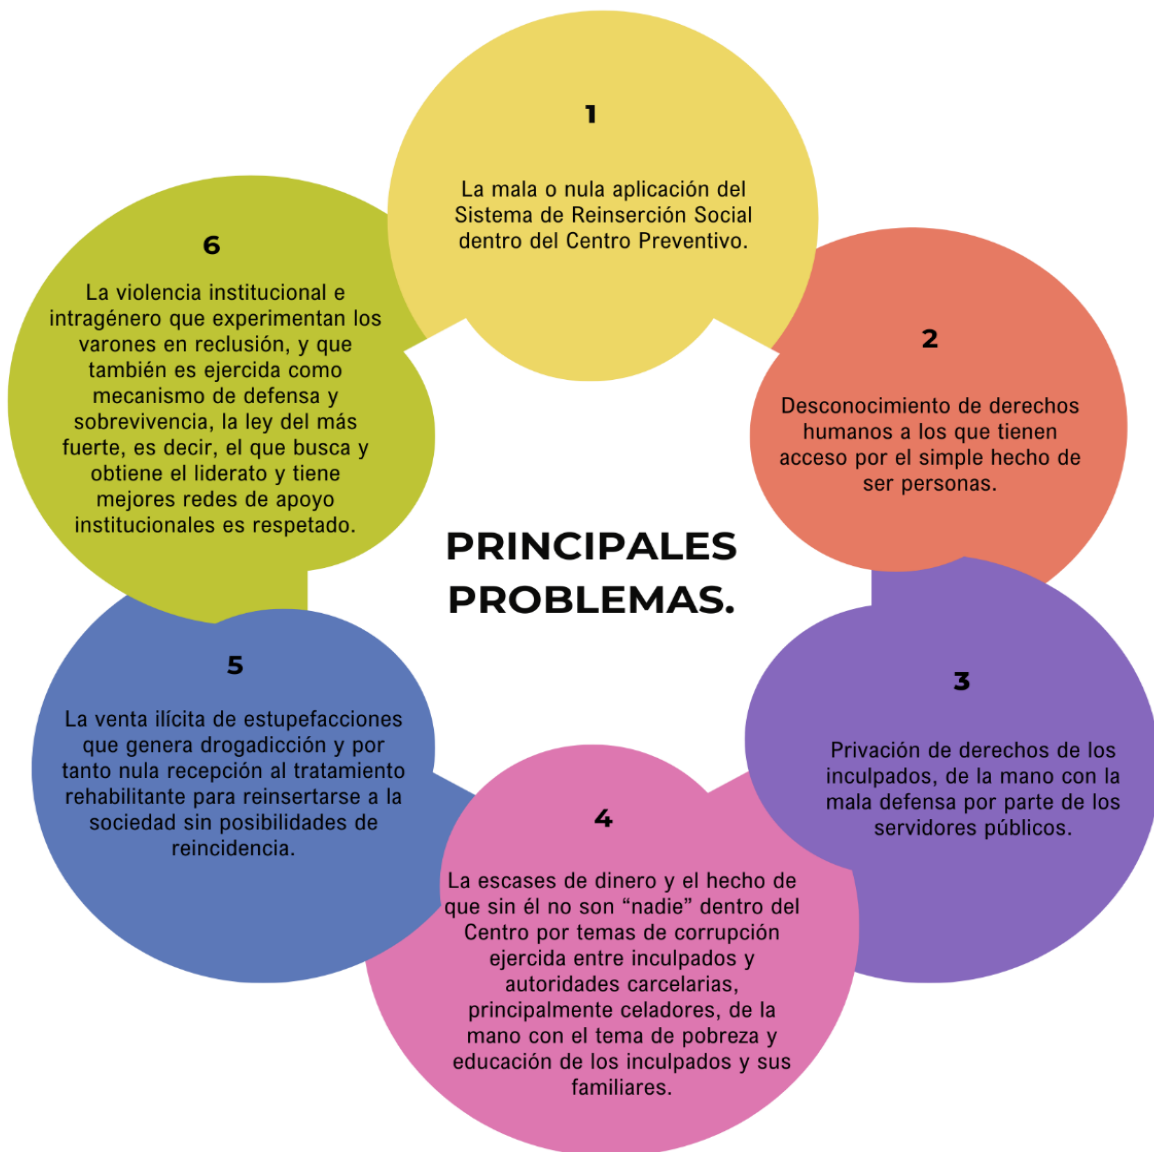 1
La mala o nula aplicación del
Sistema de Reinserción Social
dentro del Centro Preventivo.
2
Desconocimiento de derechos
humanos a los que tienen
acceso por el simple hecho de
ser personas.
3
Privación de derechos de los
inculpados, de la mano con la
mala defensa por parte de los
servidores públicos.
4
La escases de dinero y el hecho de
que sin él no son “nadie” dentro del
Centro por temas de corrupción
ejercida entre inculpados y
autoridades carcelarias,
principalmente celadores, de la
mano con el tema de pobreza y
educación de los inculpados y sus
familiares.
5
La venta ilícita de estupefacciones
que genera drogadicción y por
tanto nula recepción al tratamiento
rehabilitante para reinsertarse a la
sociedad sin posibilidades de
reincidencia.
6
La violencia institucional e
intragénero que experimentan los
varones en reclusión, y que
también es ejercida como
mecanismo de defensa y
sobrevivencia, la ley del más
fuerte, es decir, el que busca y
obtiene el liderato y tiene
mejores redes de apoyo
institucionales es respetado.
PRINCIPALES
PROBLEMAS.